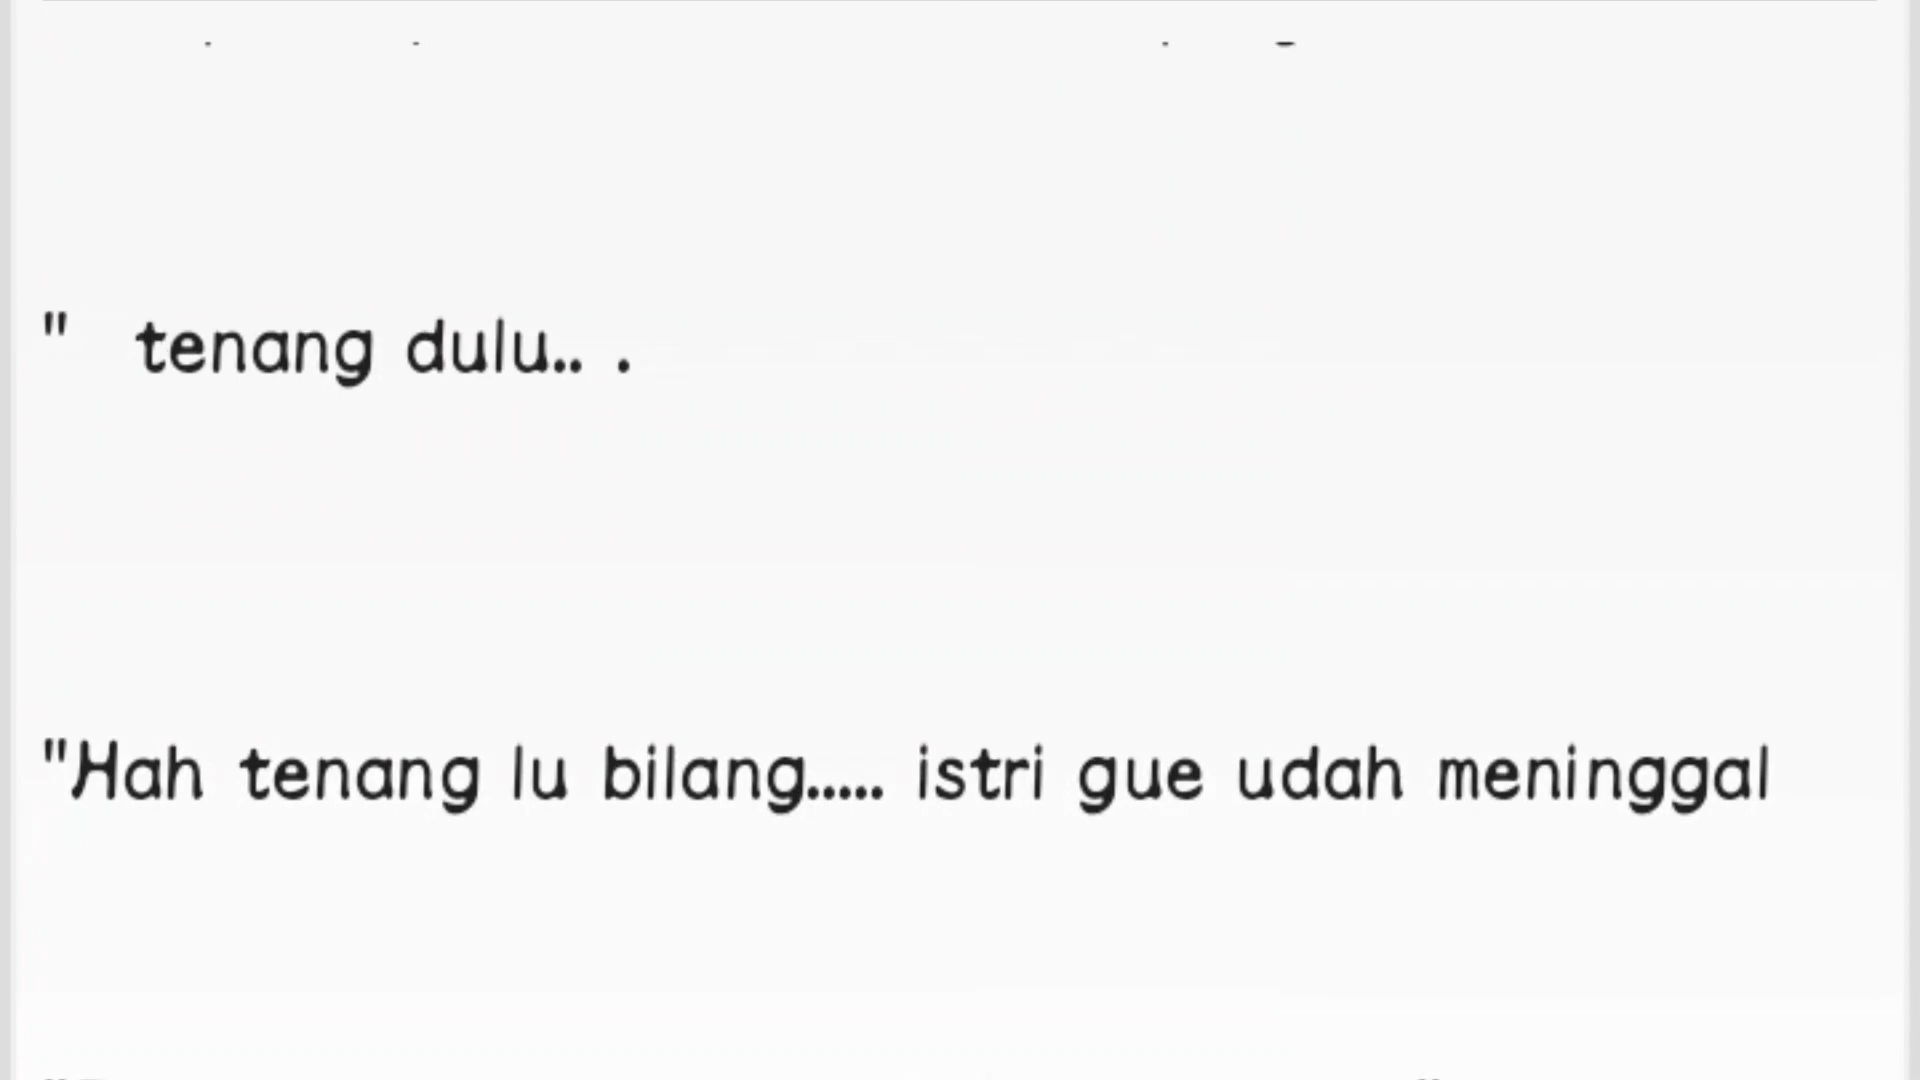 " tenang dulu.. .
"Hah tenang lu bilang..... istri gue udah meninggal